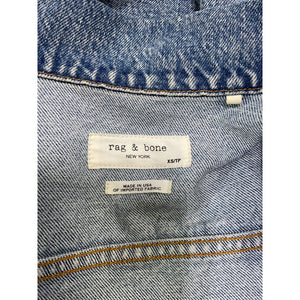 rag & bone
NEW YORK
XS/TP
MADE IN USA
OF IMPORTED FABRIC